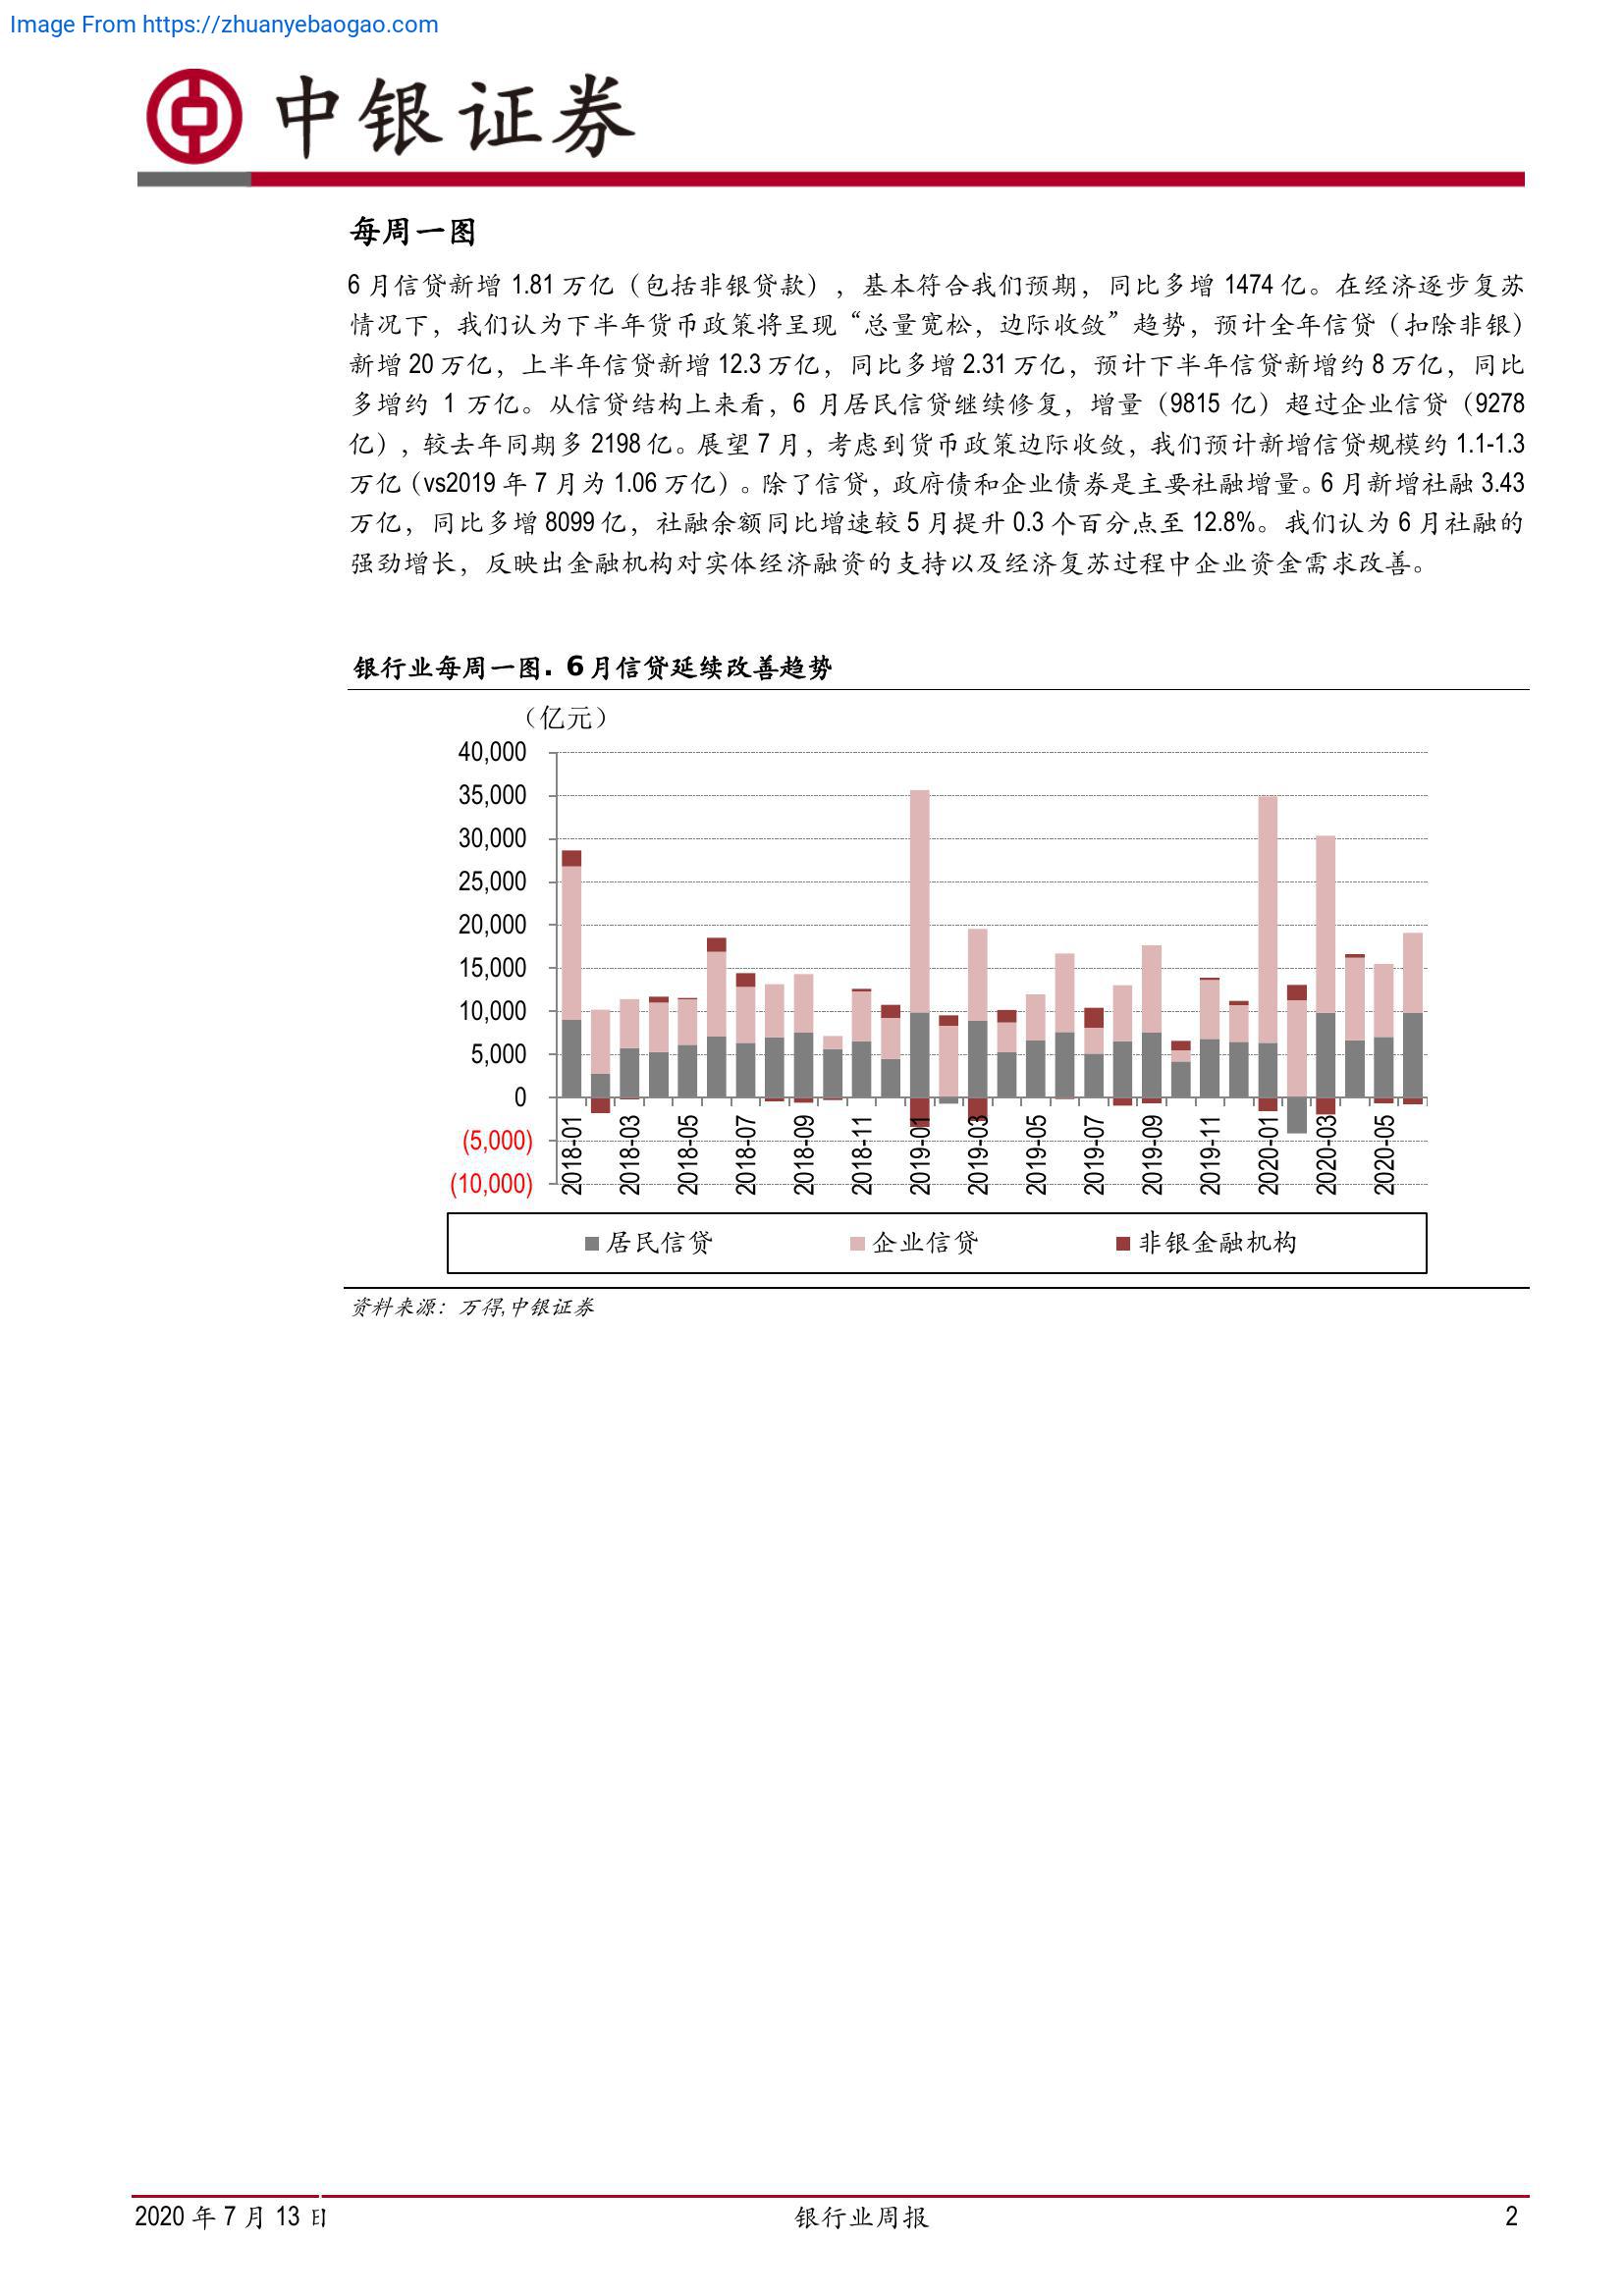 Image From https://zhuanyebaogao.com
中银证券
每周一图
6 月信贷新增 1.81 万亿（包括非银贷款），基本符合我们预期，同比多增 1474 亿。在经济逐步复苏
情况下，我们认为下半年货币政策将呈现“总量宽松，边际收敛”趋势，预计全年信贷（扣除非银）
新增 20 万亿，上半年信贷新增 12.3 万亿，同比多增 2.31 万亿，预计下半年信贷新增约 8 万亿，同比
多增约 1 万亿。从信贷结构上来看，6 月居民信贷继续修复，增量（9815 亿）超过企业信贷（9278
亿），较去年同期多 2198 亿。展望 7 月，考虑到货币政策边际收敛，我们预计新增信贷规模约 1.1-1.3
万亿（vs2019 年 7 月为 1.06 万亿）。除了信贷，政府债和企业债券是主要社融增量。6 月新增社融 3.43
万亿，同比多增 8099 亿，社融余额同比增速较 5 月提升 0.3 个百分点至 12.8%。我们认为 6 月社融的
强劲增长，反映出金融机构对实体经济融资的支持以及经济复苏过程中企业资金需求改善。
银行业每周一图. 6 月信贷延续改善趋势
（亿元）
40,000
35,000
30,000
25,000
20,000
15,000
10,000
5,000
0
(5,000)
(10,000)
2018-01 2018-03 2018-05 2018-07 2018-09 2018-11 2019-01 2019-03 2019-05 2019-07 2019-09 2019-11 2020-01 2020-03 2020-05
居民信贷 企业信贷 非银金融机构
资料来源：万得,中银证券
2020 年 7 月 13 日 银行业周报 2